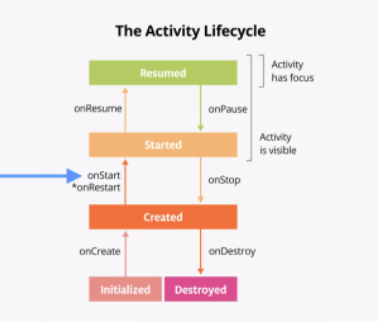 The Activity Lifecycle
Resumed
Activity
has focus
onResume
onPause
Started
Activity
is visible
onStart
*onRestart
onStop
Created
onCreate
onDestroy
Initialized
Destroyed